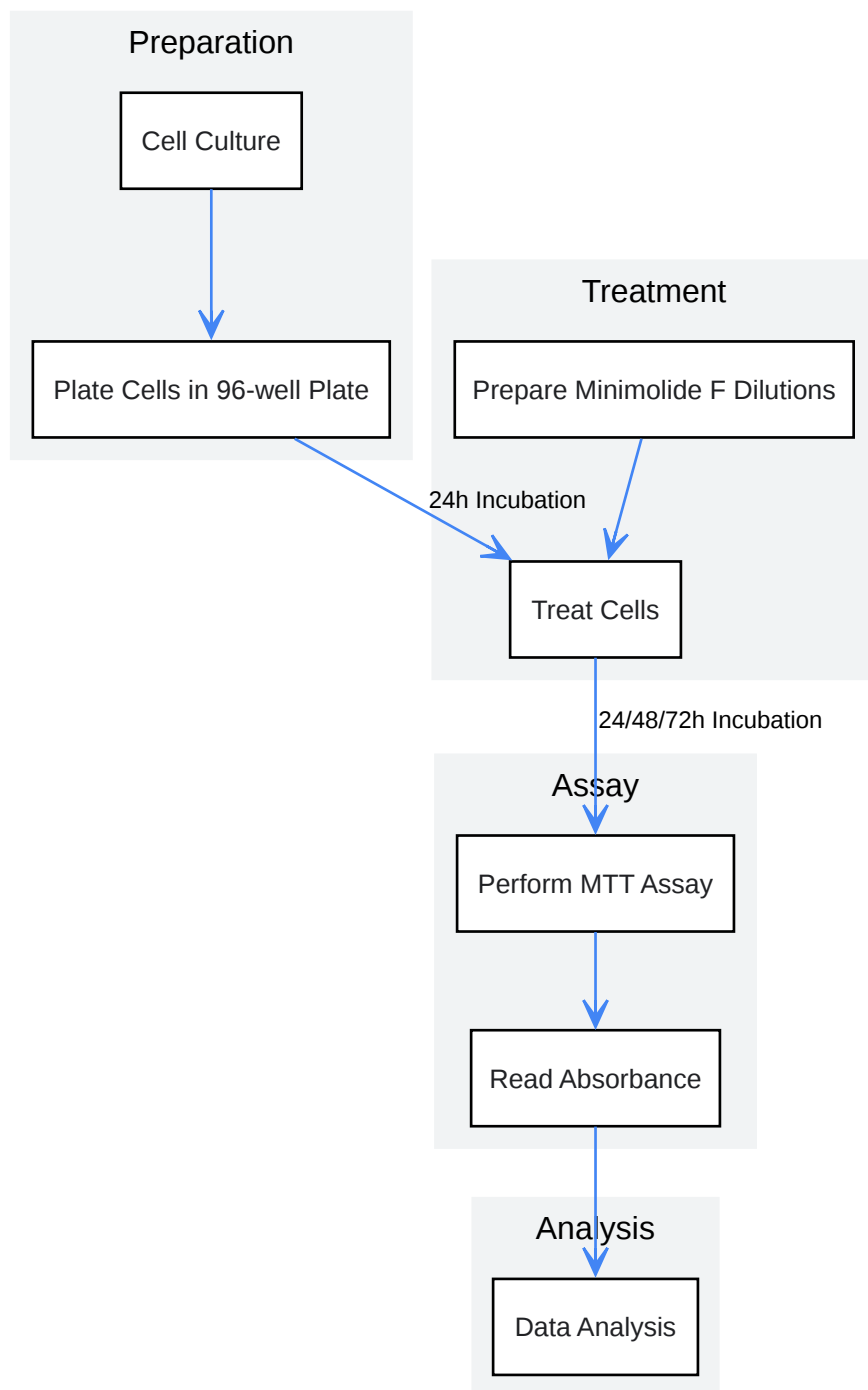 Preparation
Cell Culture
Plate Cells in 96-well Plate
Treatment
Prepare Minimolide F Dilutions
24h Incubation
Treat Cells
24/48/72h Incubation
Assay
Perform MTT Assay
Read Absorbance
Analysis
Data Analysis